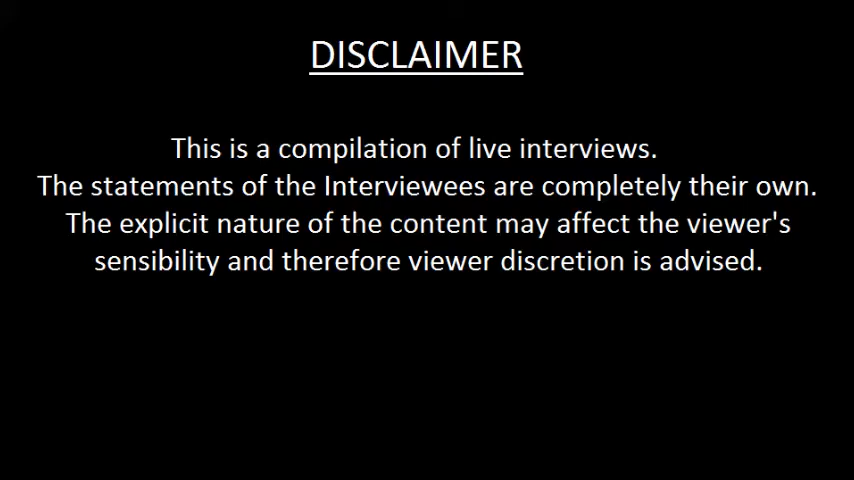 DISCLAIMER
This is a compilation of live interviews.
The statements of the Interviewees are completely their own.
The explicit nature of the content may affect the viewer's
sensibility and therefore viewer discretion is advised.